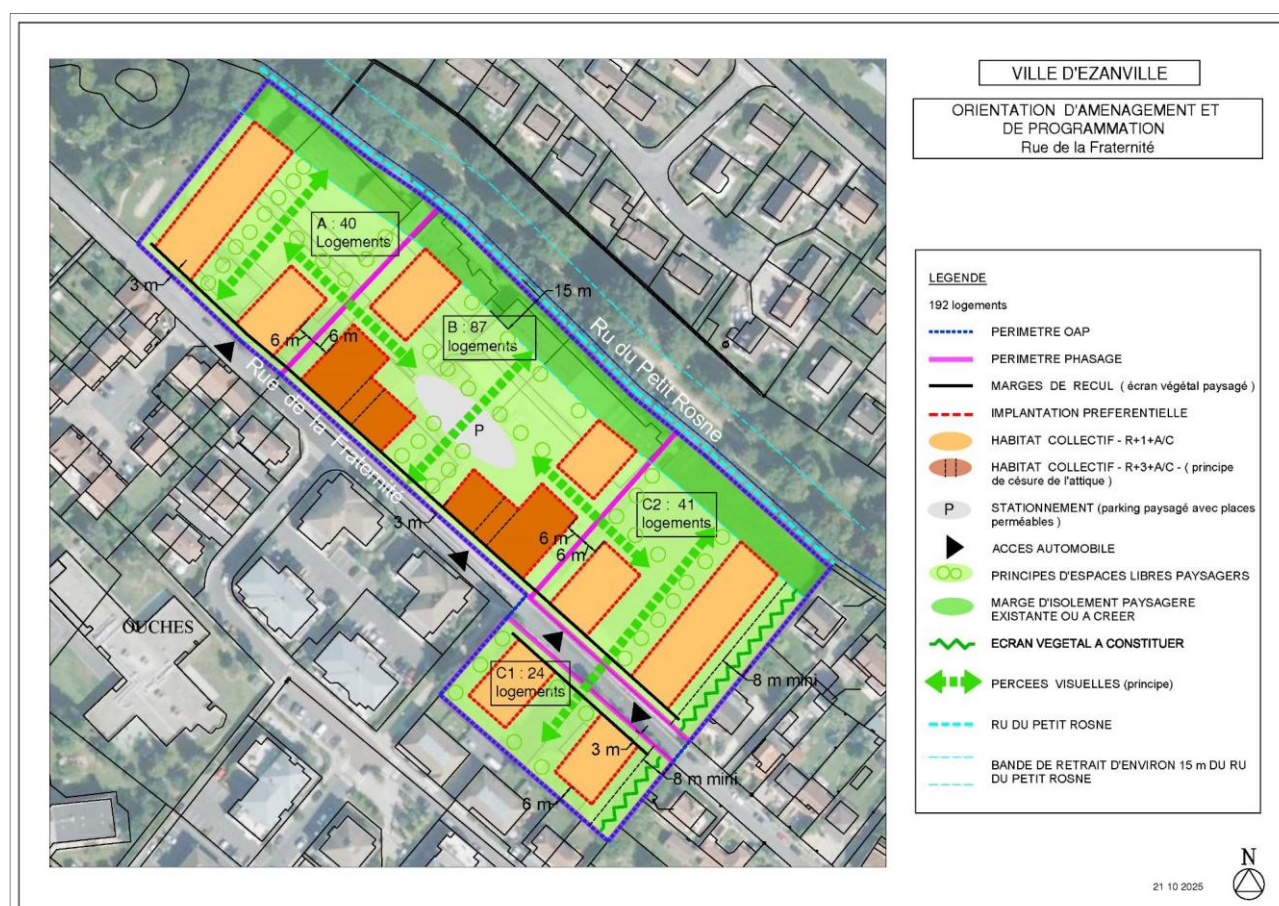 VILLE D'EZANVILLE
ORIENTATION D'AMENAGEMENT ET
DE PROGRAMMATION
Rue de la Fraternité
LEGENDE
192 logements
PERIMETRE OAP
PERIMETRE PHASAGE
MARGES DE RECUL ( écran végétal paysagé )
IMPLANTATION PREFERENTIELLE
HABITAT COLLECTIF - R+1+A/C
HABITAT COLLECTIF - R+3+A/C - ( principe
de césure de l'attique )
P
STATIONNEMENT (parking paysagé avec places
perméables )
ACCES AUTOMOBILE
PRINCIPES D'ESPACES LIBRES PAYSAGERS
MARGE D'ISOLEMENT PAYSAGERE
EXISTANTE OU A CREER
ECRAN VEGETAL A CONSTITUER
PERCEES VISUELLES (principe)
RU DU PETIT ROSNE
BANDE DE RETRAIT D'ENVIRON 15 m DU RU
DU PETIT ROSNE
N
21 10 2025
A : 40
Logements
3 m
15 m
B : 87
logements
6 m
6 m
Ru du Petit Rosne
Rue de la Fraternité
P
C2 : 41
logements
3 m
6 m
6 m
OUCHES
C1 : 24
logements
8 m mini
3 m
8 m mini
6 m